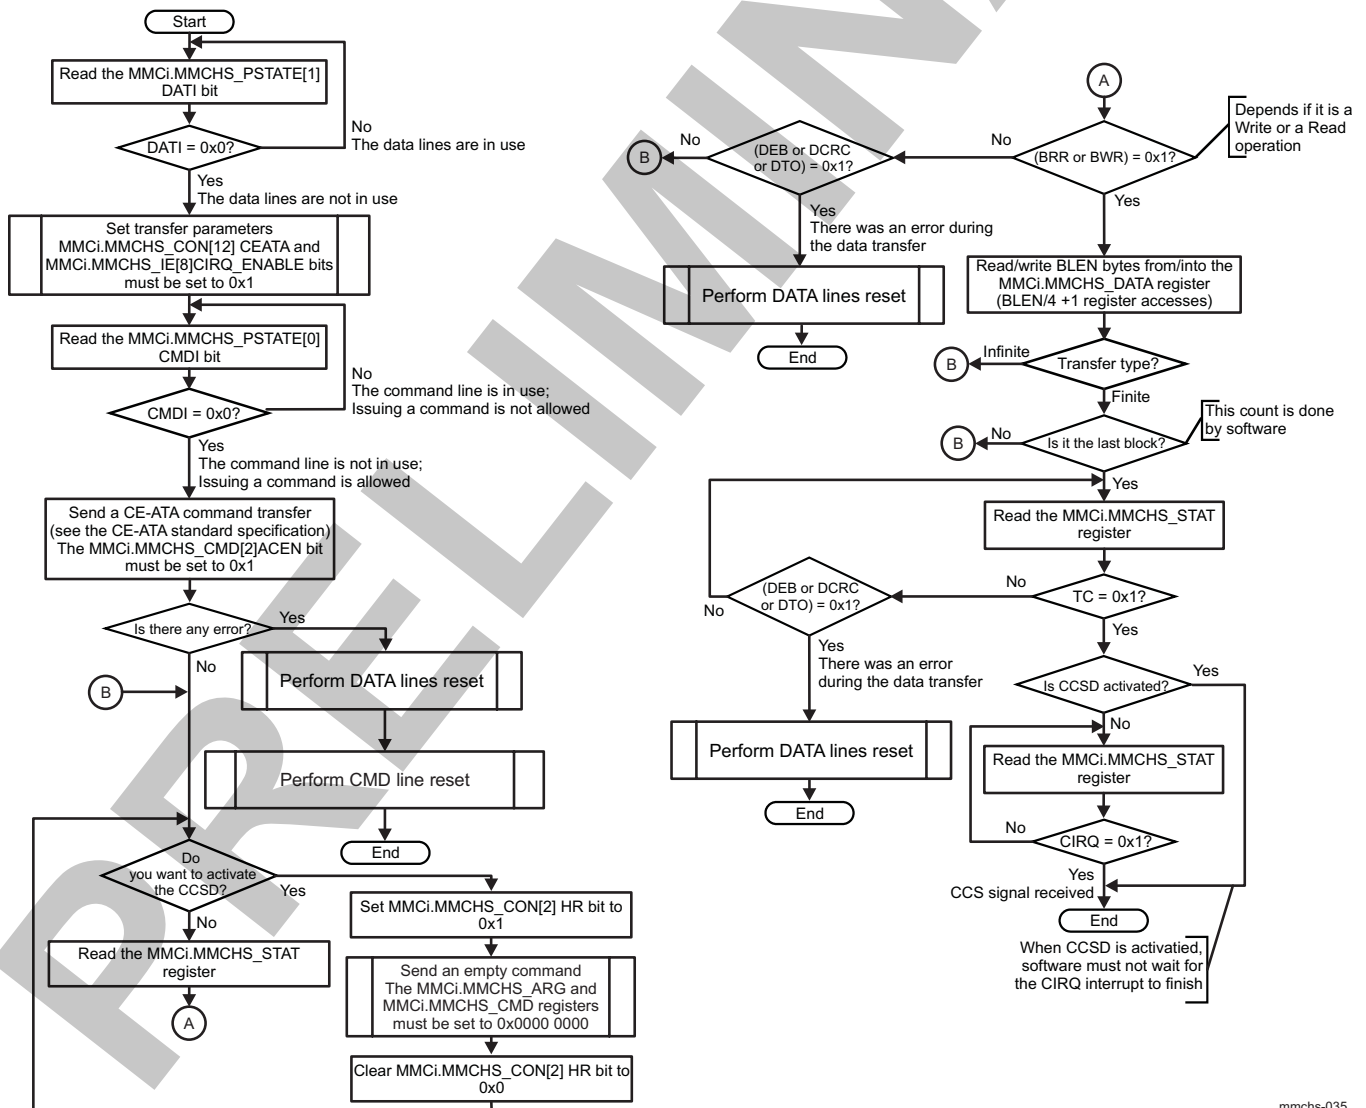 Start
Read the MMCi.MMCHS_PSTATE[1]
DATI bit
DATI = 0x0?
No
The data lines are in use
Yes
The data lines are not in use
Set transfer parameters
MMCi.MMCHS_CON[12] CEATA and
MMCi.MMCHS_IE[8]CIRQ_ENABLE bits
must be set to 0x1
Read the MMCi.MMCHS_PSTATE[0]
CMDI bit
CMDI = 0x0?
No
The command line is in use;
Issuing a command is not allowed
Yes
The command line is not in use;
Issuing a command is allowed
Send a CE-ATA command transfer
(see the CE-ATA standard specification)
The MMCi.MMCHS_CMD[2]ACEN bit
must be set to 0x1
Is there any error?
Yes
No
Perform DATA lines reset
B
Perform CMD line reset
End
Do
you want to activate
the CCSD?
Yes
No
Read the MMCi.MMCHS_STAT
register
A
Set MMCi.MMCHS_CON[2] HR bit to
0x1
Send an empty command
The MMCi.MMCHS_ARG and
MMCi.MMCHS_CMD registers
must be set to 0x0000 0000
Clear MMCi.MMCHS_CON[2] HR bit to
0x0
A
Depends if it is a
Write or a Read
operation
(BRR or BWR) = 0x1?
No
Yes
(DEB or DCRC
or DTO) = 0x1?
No
B
Yes
There was an error during
the data transfer
Perform DATA lines reset
End
Read/write BLEN bytes from/into the
MMCi.MMCHS_DATA register
(BLEN/4 +1 register accesses)
Transfer type?
Infinite
B
Finite
Is it the last block?
This count is done
by software
No
B
Yes
Read the MMCi.MMCHS_STAT
register
TC = 0x1?
No
(DEB or DCRC
or DTO) = 0x1?
No
Yes
There was an error
during the data transfer
Perform DATA lines reset
End
Yes
Is CCSD activated?
Yes
No
Read the MMCi.MMCHS_STAT
register
CIRQ = 0x1?
No
Yes
CCS signal received
End
When CCSD is activatied,
software must not wait for
the CIRQ interrupt to finish
mmchs-035